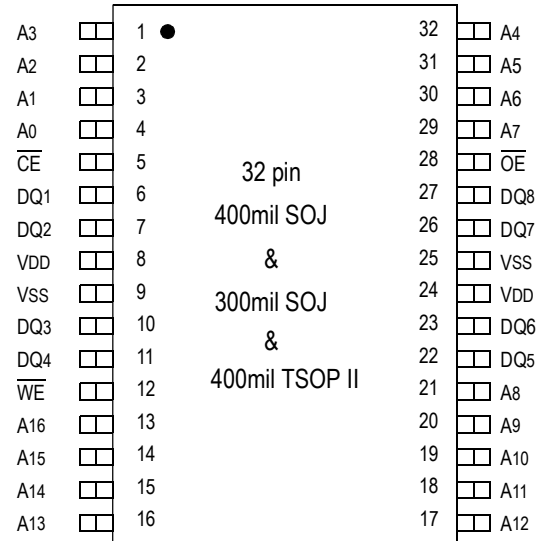 A3 1 32 A4
A2 2 31 A5
A1 3 30 A6
A0 4 29 A7
C̅E̅ 5 28 O̅E̅
DQ1 6 27 DQ8
DQ2 7 26 DQ7
VDD 8 25 VSS
VSS 9 24 VDD
DQ3 10 23 DQ6
DQ4 11 22 DQ5
W̅E̅ 12 21 A8
A16 13 20 A9
A15 14 19 A10
A14 15 18 A11
A13 16 17 A12
32 pin
400mil SOJ
&
300mil SOJ
&
400mil TSOP II